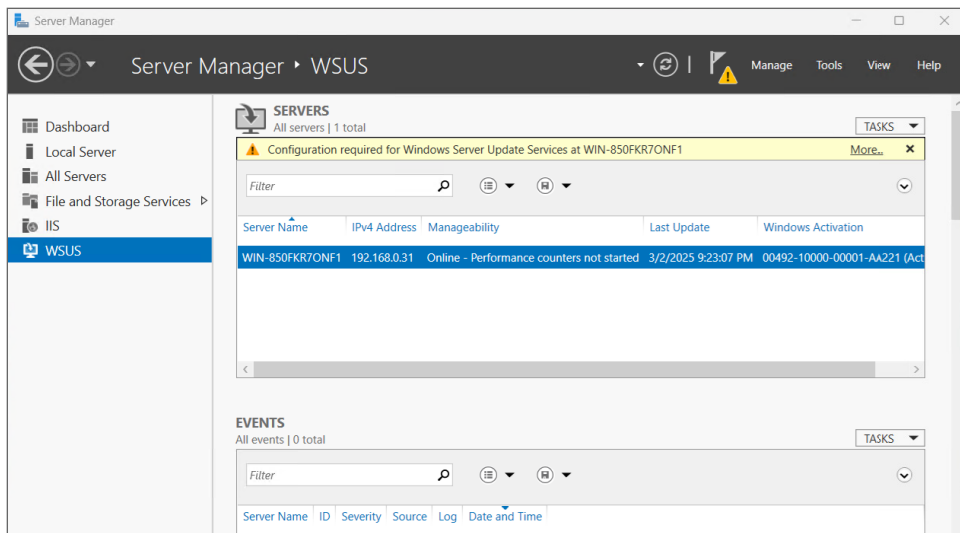 Server Manager
Server Manager ‣ WSUS
Manage Tools View Help
Dashboard
Local Server
All Servers
File and Storage Services
IIS
WSUS
SERVERS
All servers | 1 total
TASKS
Configuration required for Windows Server Update Services at WIN-850FKR7ONF1 More..
Filter
Server Name IPv4 Address Manageability Last Update Windows Activation
WIN-850FKR7ONF1 192.168.0.31 Online - Performance counters not started 3/2/2025 9:23:07 PM 00492-10000-00001-AA221 (Act
EVENTS
All events | 0 total
TASKS
Filter
Server Name ID Severity Source Log Date and Time